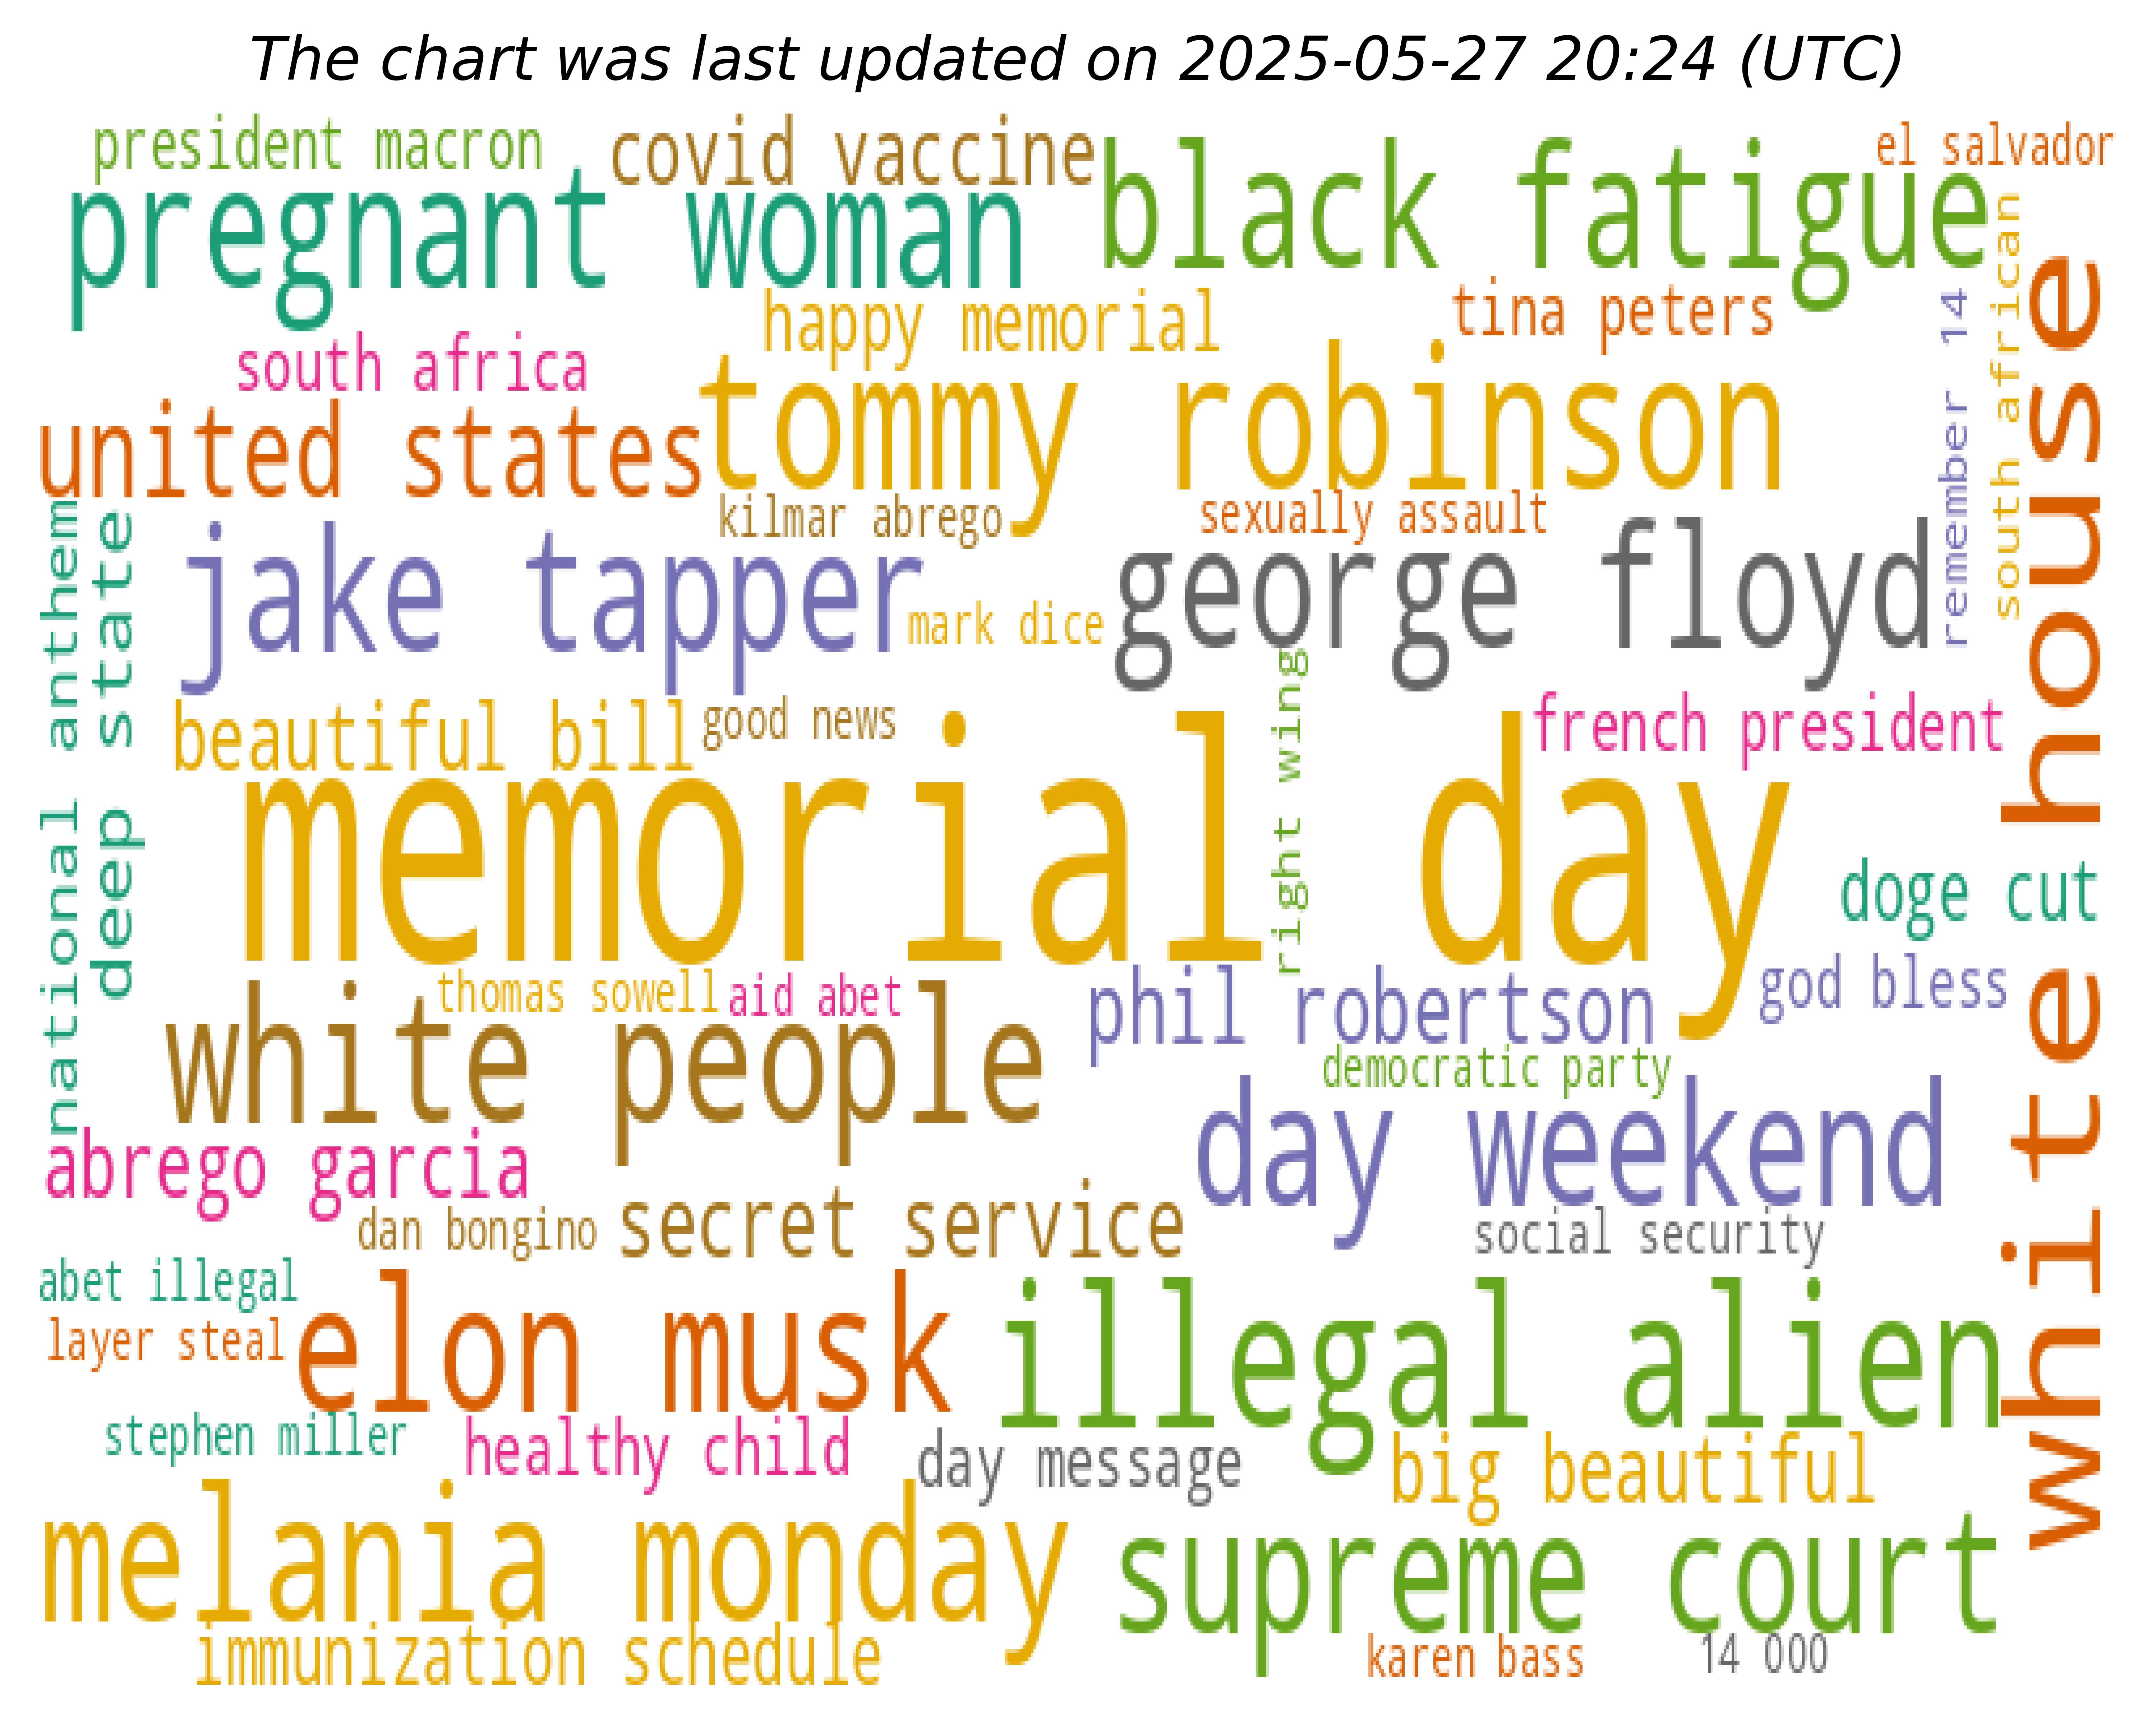 The chart was last updated on 2025-05-27 20:24 (UTC)
president macron
covid vaccine
black fatigue
el salvador
pregnant woman
happy memorial
tina peters
remember 14
south african
white house
south africa
tommy robinson
united states
kilmar abrego
sexually assault
national anthem
deep state
jake tapper
mark dice
george floyd
beautiful bill
good news
right wing
french president
memorial day
doge cut
thomas sowell
aid abet
phil robertson
god bless
white people
democratic party
day weekend
abrego garcia
dan bongino
secret service
social security
abet illegal
layer steal
elon musk
illegal alien
stephen miller
healthy child
day message
big beautiful
melania monday
supreme court
immunization schedule
karen bass
14 000